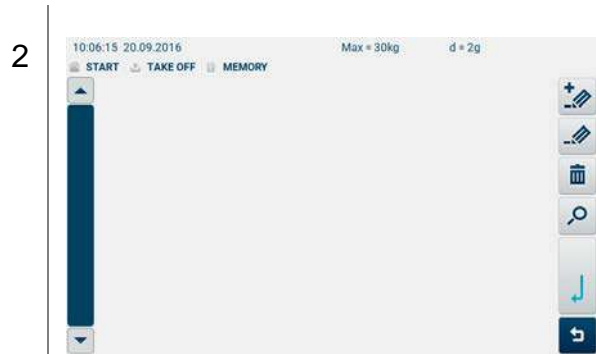 2
10:06:15 20.09.2016 Max = 30kg d = 2g
START TAKE OFF MEMORY